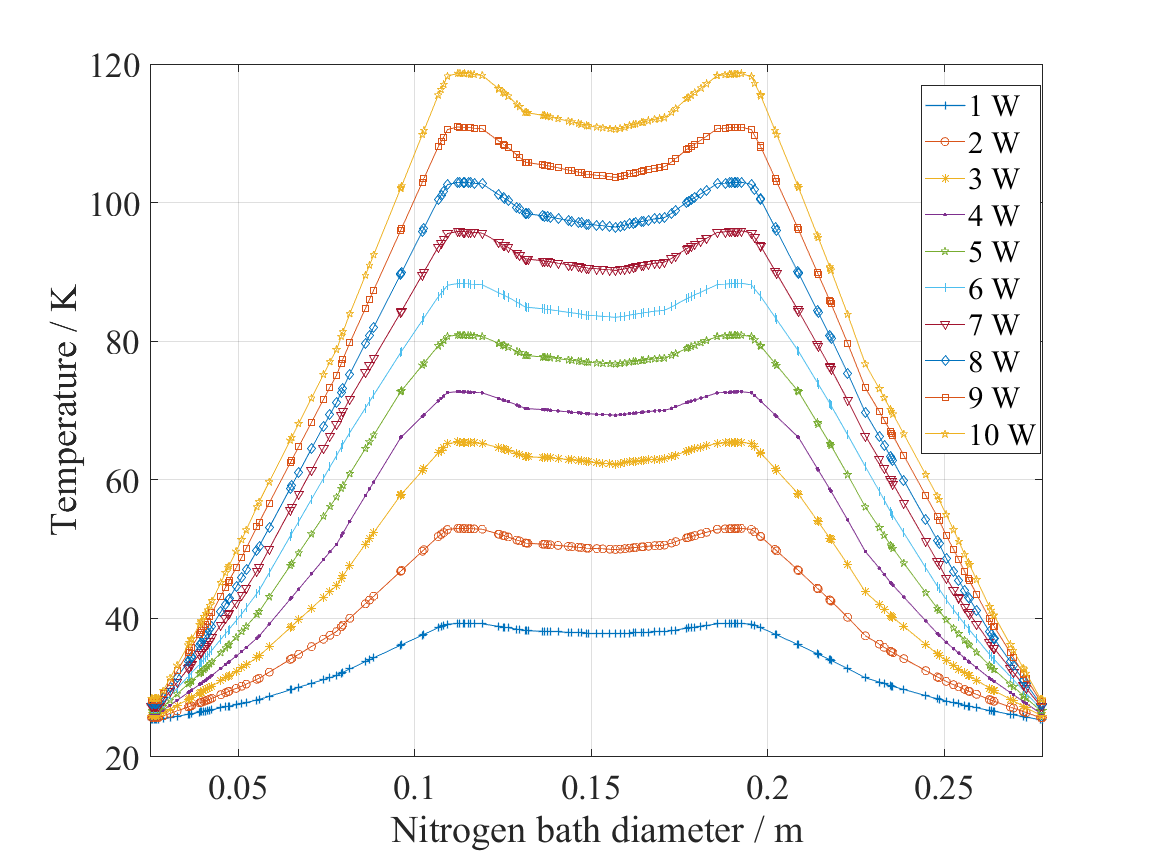 120
100
80
60
40
20
Temperature / K
0.05
0.1
0.15
0.2
0.25
Nitrogen bath diameter / m
1 W
2 W
3 W
4 W
5 W
6 W
7 W
8 W
9 W
10 W